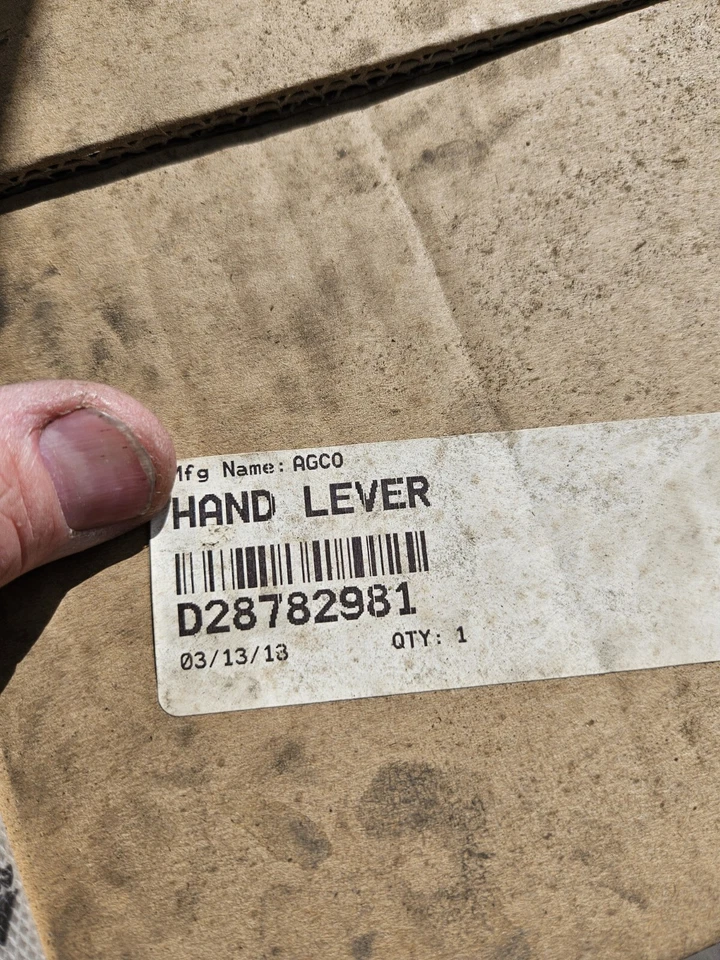 Mfg Name: AGCO
HAND LEVER
D28782981
03/13/13
QTY: 1